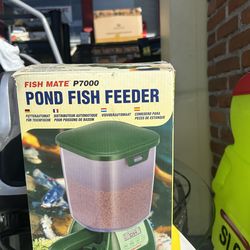 FISH MATE P7000
POND FISH FEEDER
FÜTTERAUTOMAT FÜR TEICHFISCHE
DISTRIBUTEUR AUTOMATIQUE POUR POISSONS DE BASSIN
VOEDERAUTOMAAT
COMEDERO PARA PECES DE ESTANQUE